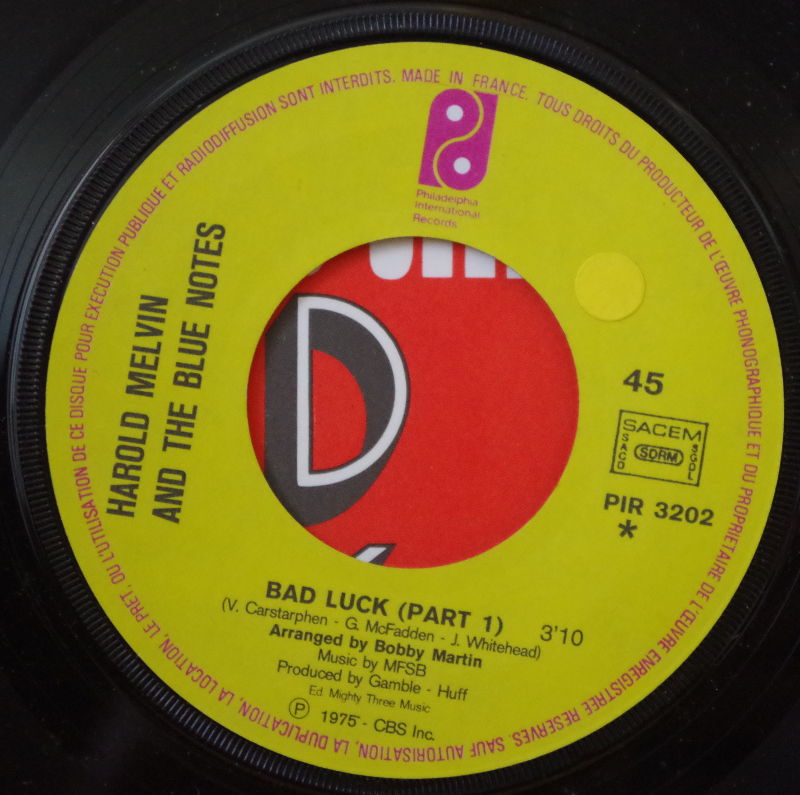 SAUF AUTORISATION, LA DUPLICATION, LA LOCATION, LE PRET, OU L'UTILISATION DE CE DISQUE POUR EXECUTION PUBLIQUE ET RADIODIFFUSION SONT INTERDITS. MADE IN FRANCE. TOUS DROITS DU PRODUCTEUR DE L'ŒUVRE PHONOGRAPHIQUE ET DU PROPRIETAIRE DE L'ŒUVRE ENREGISTREE RESERVES.
Philadelphia
International
Records
HAROLD MELVIN
AND THE BLUE NOTES
D
45
SACEM
SACD
SDRM
SGDL
PIR 3202
*
BAD LUCK (PART 1) 3'10
(V. Carstarphen - G. McFadden - J. Whitehead)
Arranged by Bobby Martin
Music by MFSB
Produced by Gamble - Huff
Ed. Mighty Three Music
Ⓟ 1975 - CBS Inc.